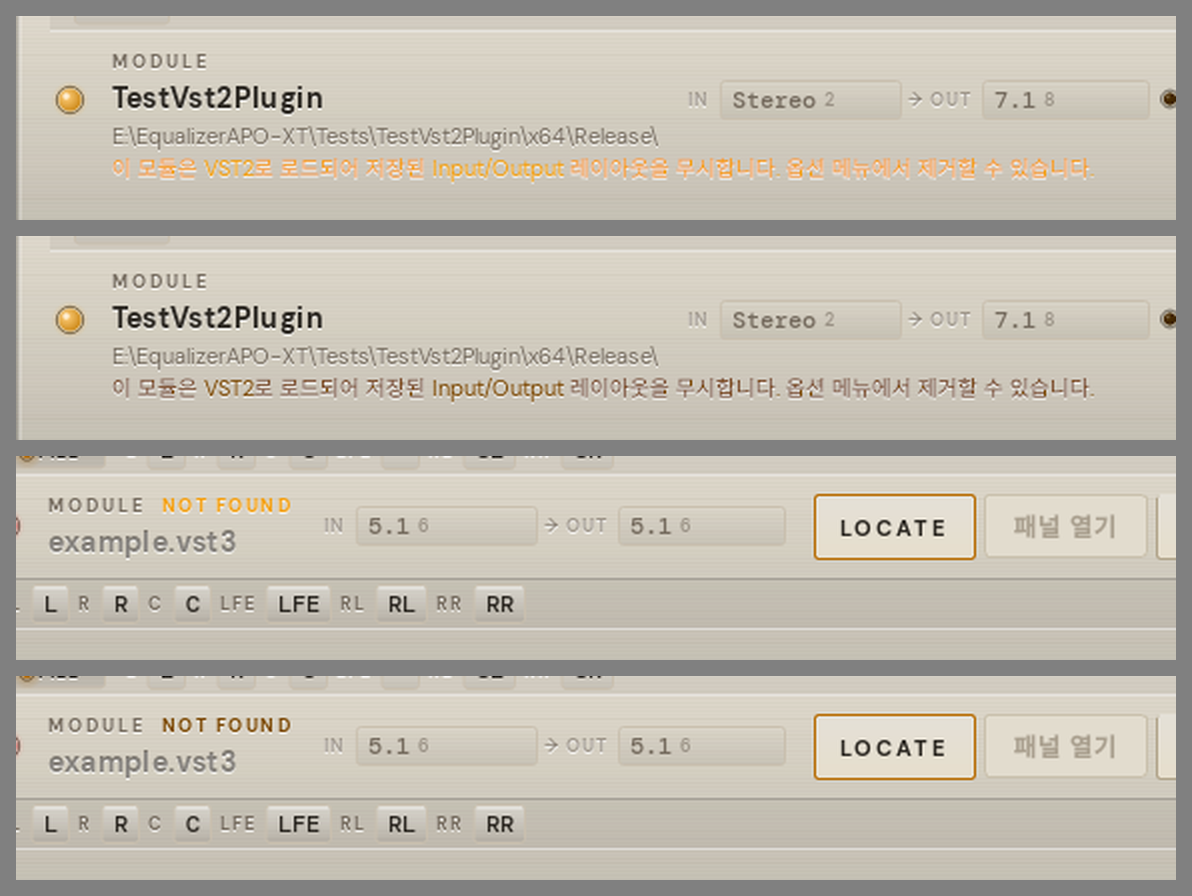 MODULE
TestVst2Plugin IN Stereo 2 → OUT 7.1 8
E:\EqualizerAPO-XT\Tests\TestVst2Plugin\x64\Release\
이 모듈은 VST2로 로드되어 저장된 Input/Output 레이아웃을 무시합니다. 옵션 메뉴에서 제거할 수 있습니다.
MODULE
TestVst2Plugin IN Stereo 2 → OUT 7.1 8
E:\EqualizerAPO-XT\Tests\TestVst2Plugin\x64\Release\
이 모듈은 VST2로 로드되어 저장된 Input/Output 레이아웃을 무시합니다. 옵션 메뉴에서 제거할 수 있습니다.
MODULE NOT FOUND
example.vst3 IN 5.1 6 → OUT 5.1 6 LOCATE 패널 열기
L R R C C LFE LFE RL RL RR RR
MODULE NOT FOUND
example.vst3 IN 5.1 6 → OUT 5.1 6 LOCATE 패널 열기
L R R C C LFE LFE RL RL RR RR